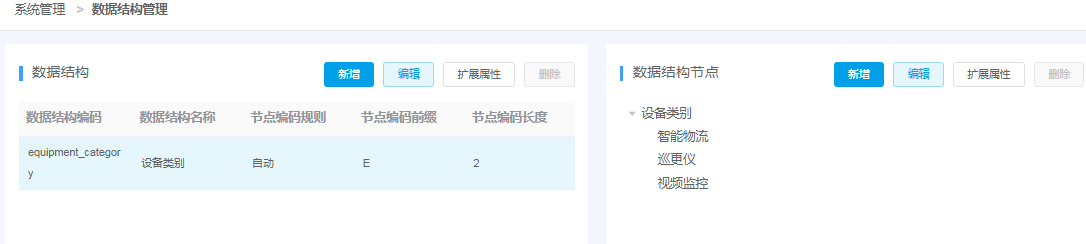 系统管理 > 数据结构管理
数据结构 新增 编辑 扩展属性 删除
数据结构编码 数据结构名称 节点编码规则 节点编码前缀 节点编码长度
equipment_categor
y
设备类别 自动 E 2
数据结构节点 新增 编辑 扩展属性 删除
设备类别
智能物流
巡更仪
视频监控